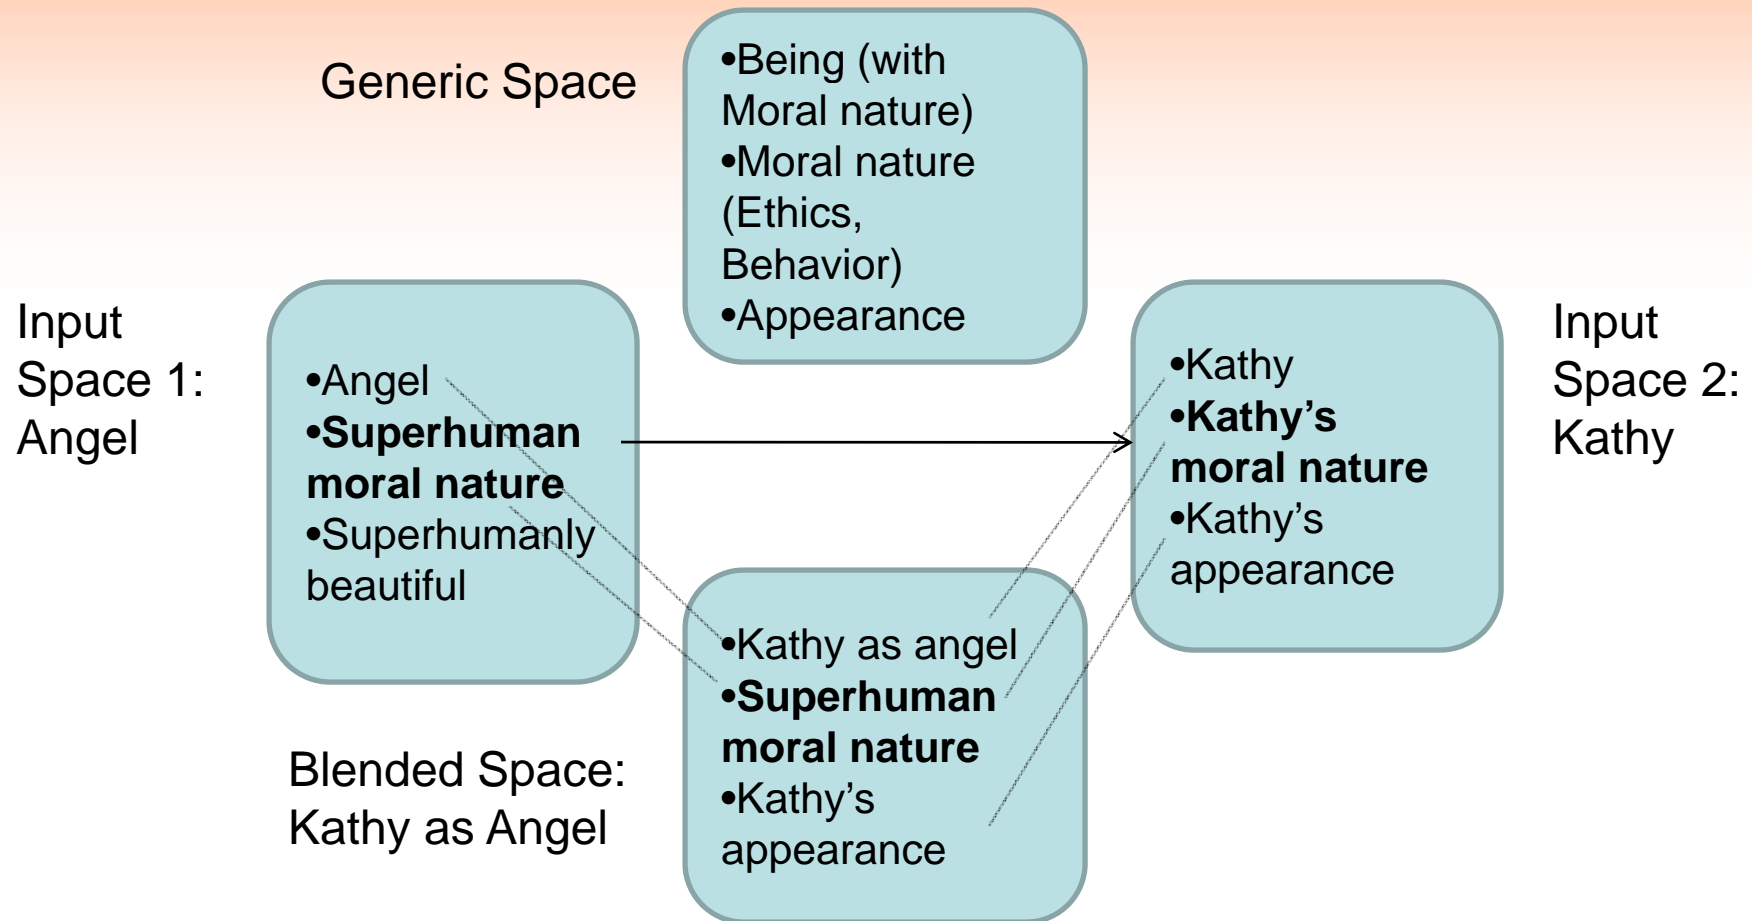 Generic Space
•Being (with
Moral nature)
•Moral nature
(Ethics,
Behavior)
•Appearance
Input
Space 1:
Angel
•Angel
•Superhuman
moral nature
•Superhumanly
beautiful
•Kathy
•Kathy’s
moral nature
•Kathy’s
appearance
Input
Space 2:
Kathy
Blended Space:
Kathy as Angel
•Kathy as angel
•Superhuman
moral nature
•Kathy’s
appearance